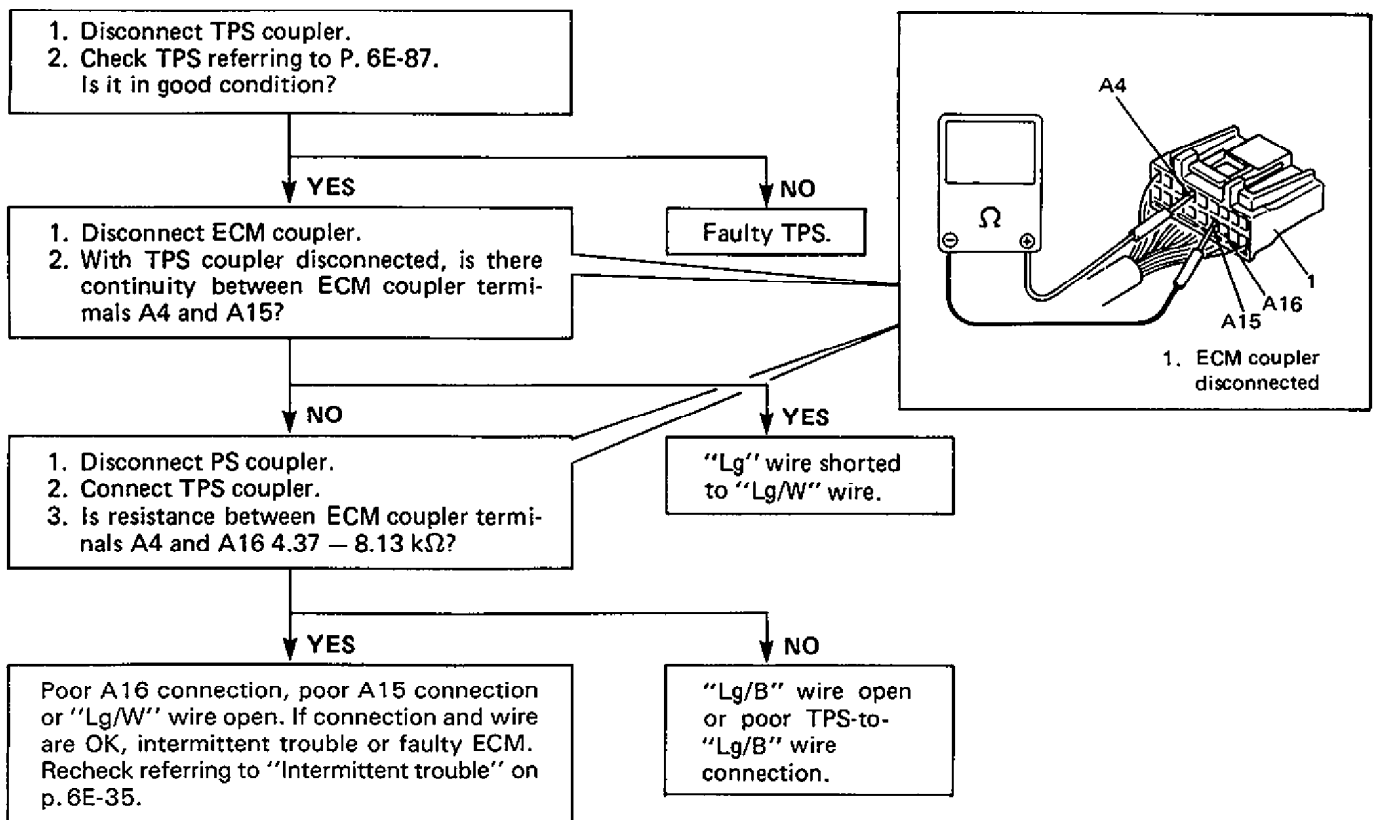 1. Disconnect TPS coupler.
2. Check TPS referring to P. 6E-87.
Is it in good condition?
YES
NO
1. Disconnect ECM coupler.
2. With TPS coupler disconnected, is there
continuity between ECM coupler termi-
mals A4 and A15?
Faulty TPS.
A4
Ω
⊖
⊕
1
A16
A15
1. ECM coupler
disconnected
NO
YES
1. Disconnect PS coupler.
2. Connect TPS coupler.
3. Is resistance between ECM coupler termi-
nals A4 and A16 4.37 — 8.13 kΩ?
"Lg" wire shorted
to "Lg/W" wire.
YES
NO
Poor A16 connection, poor A15 connection
or "Lg/W" wire open. If connection and wire
are OK, intermittent trouble or faulty ECM.
Recheck referring to "Intermittent trouble" on
p. 6E-35.
"Lg/B" wire open
or poor TPS-to-
"Lg/B" wire
connection.